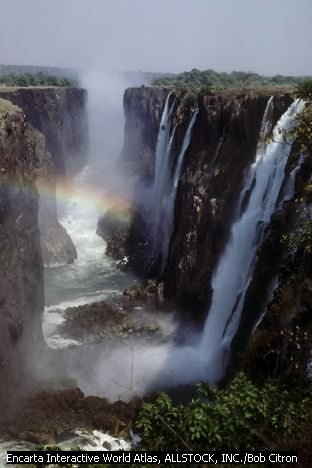 Encarta Interactive World Atlas, ALLSTOCK, INC./Bob Citron